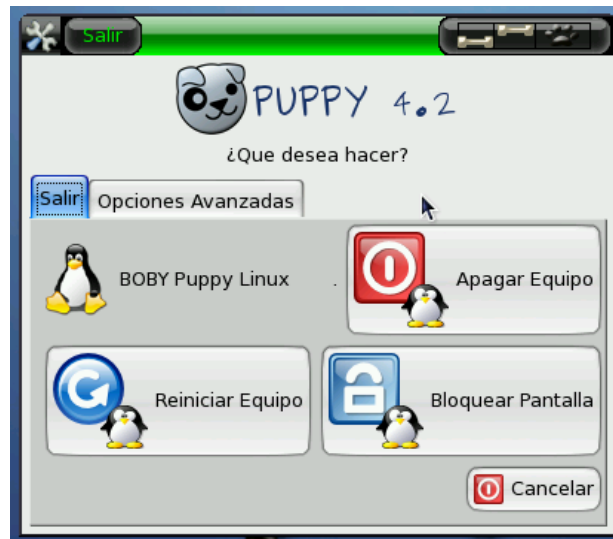 Salir
PUPPY 4.2
¿Que desea hacer?
Salir Opciones Avanzadas
BOBY Puppy Linux . Apagar Equipo
Reiniciar Equipo Bloquear Pantalla
Cancelar